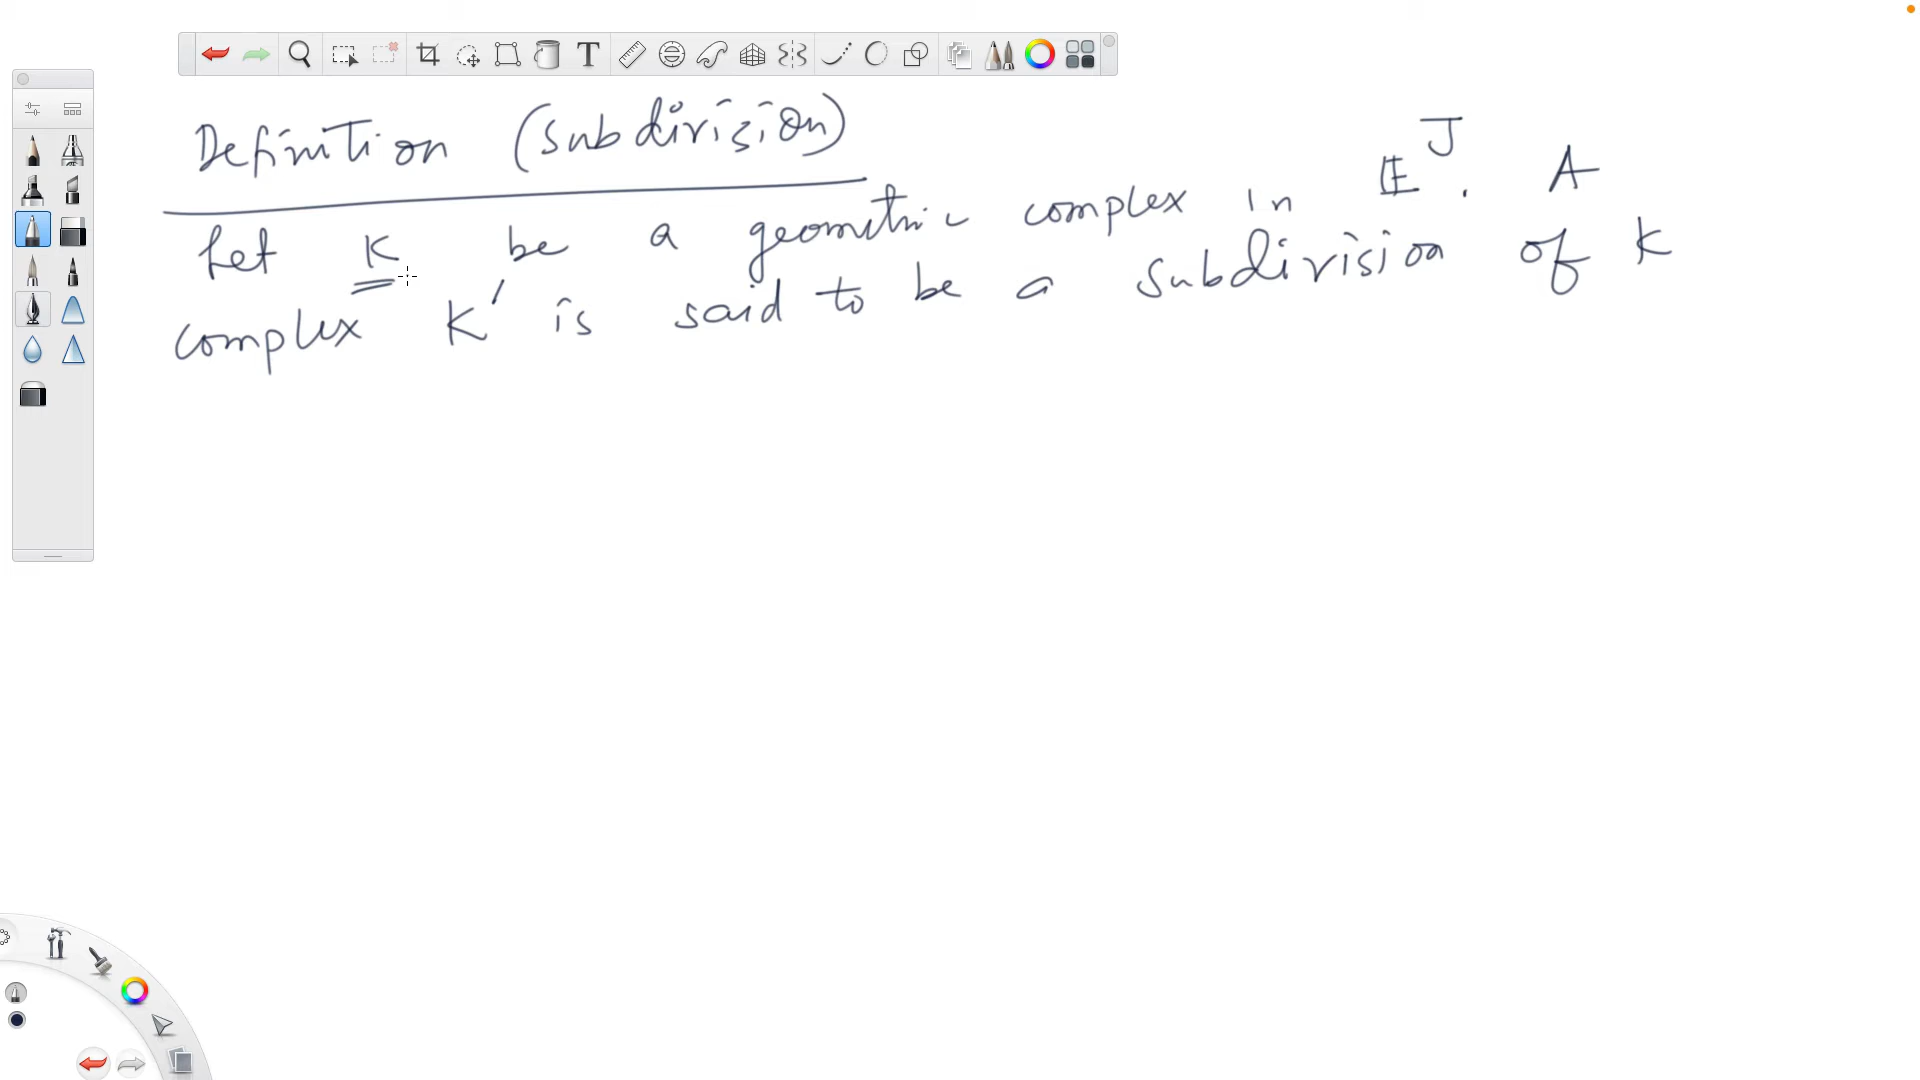 Definition (subdivision)
Let K be a geometric complex in 𝔼^J. A
complex K' is said to be a subdivision of K